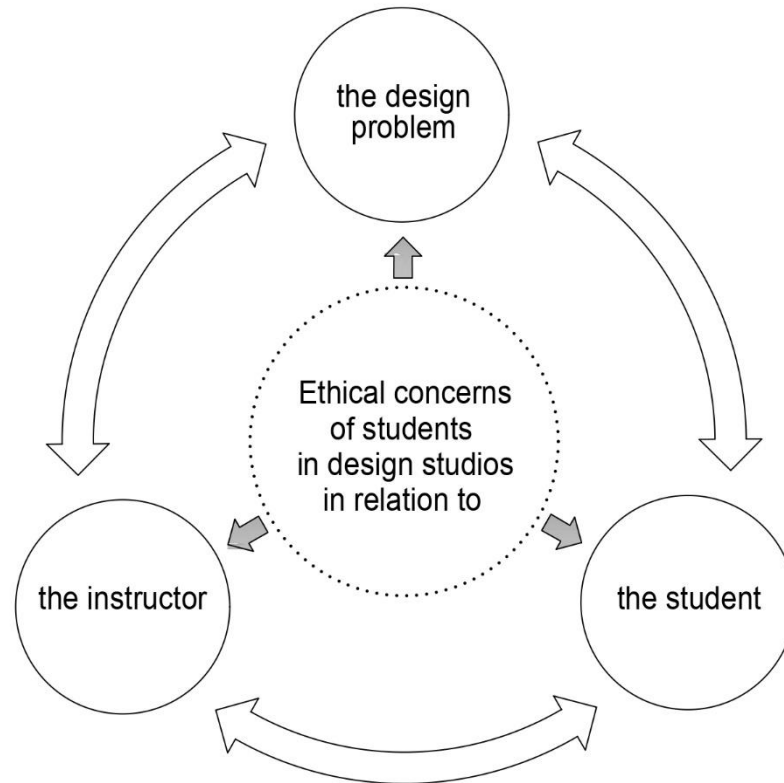 the design
problem
Ethical concerns
of students
in design studios
in relation to
the instructor
the student